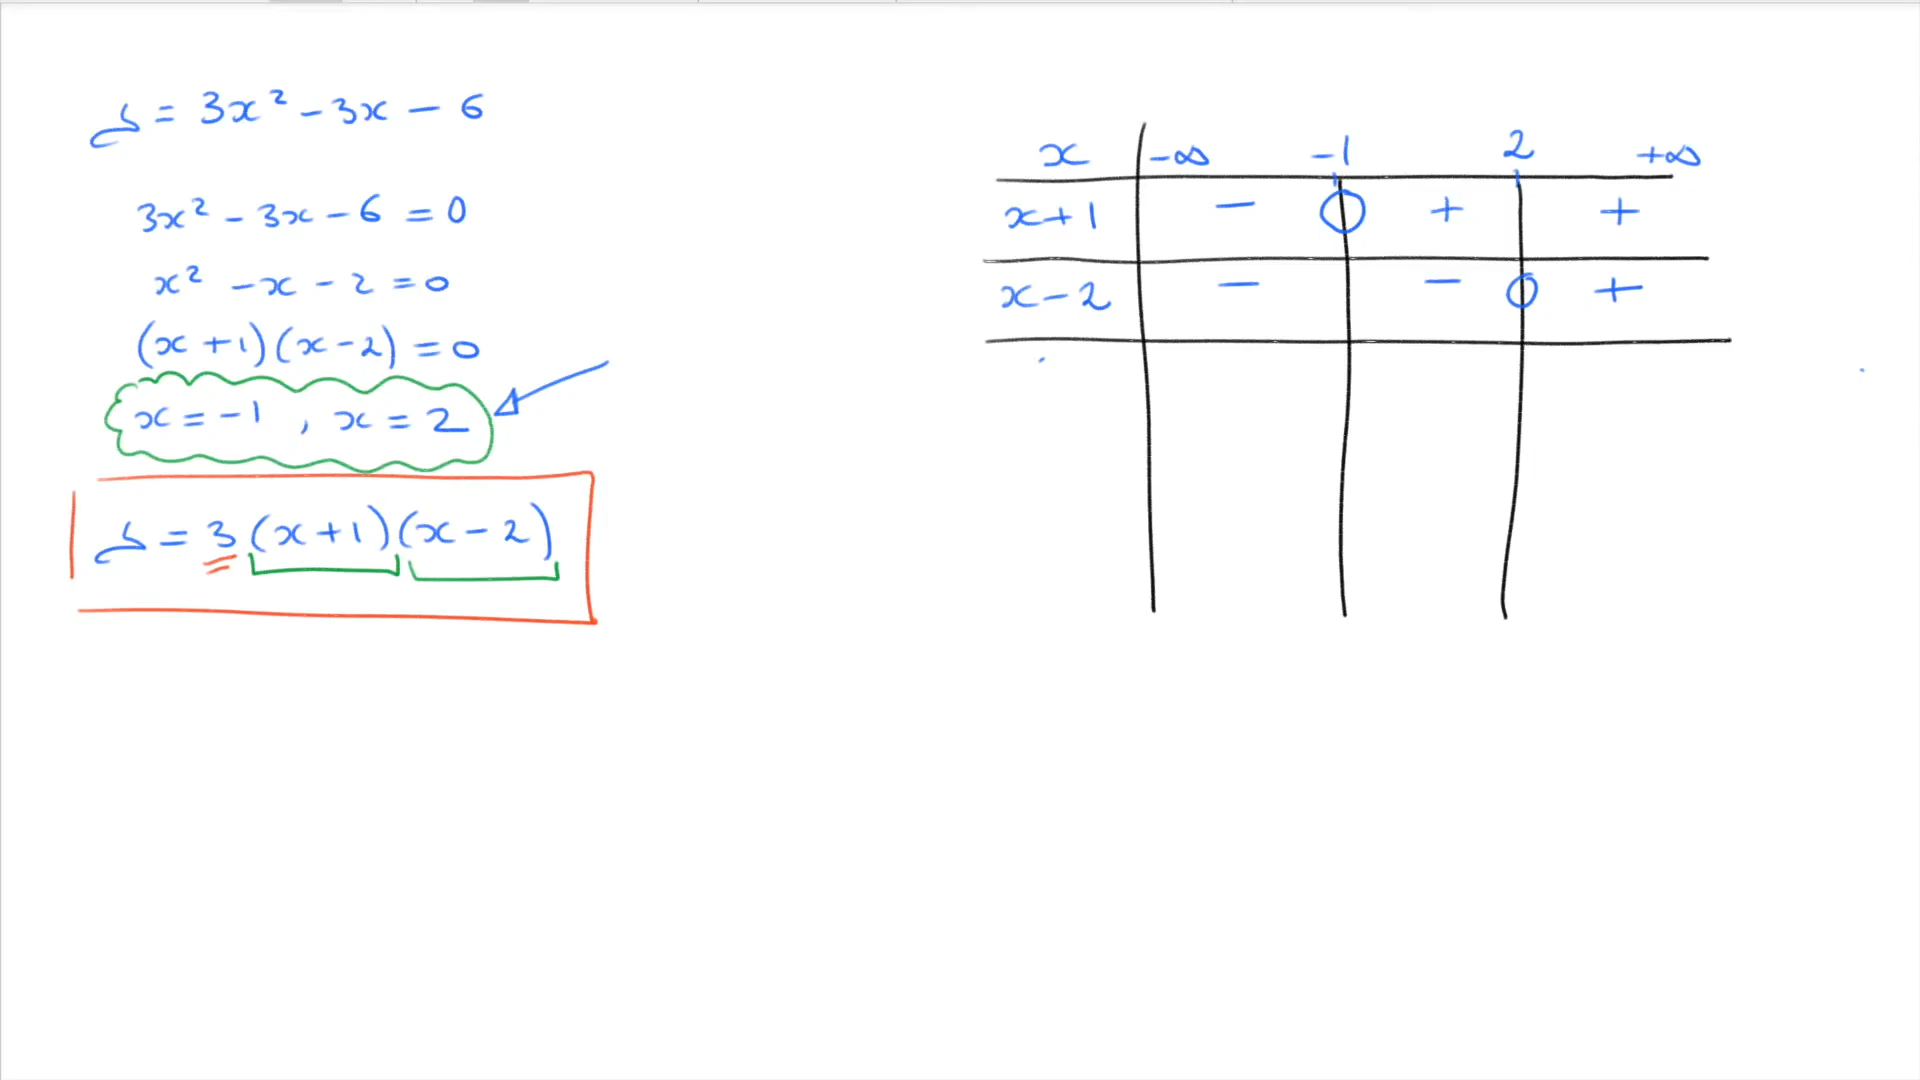 ک = 3x² - 3x - 6
3x² - 3x - 6 = 0
x² - x - 2 = 0
(x + 1)(x - 2) = 0
x = -1 , x = 2
ک = 3(x + 1)(x - 2)
x -∞ -1 2 +∞
x + 1 - 0 + +
x - 2 - - 0 +